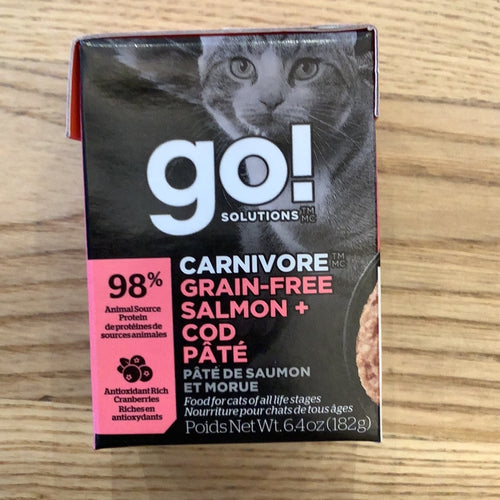 go!
SOLUTIONS TM MC
CARNIVORE TM MC
GRAIN-FREE
SALMON +
COD
PÂTÉ
PÂTÉ DE SAUMON
ET MORUE
Food for cats of all life stages
Nourriture pour chats de tous âges
Poids Net Wt. 6.4 oz (182g)
98%
Animal Source
Protein
de protéines de
sources animales
Antioxidant Rich
Cranberries
Riches en
antioxydants